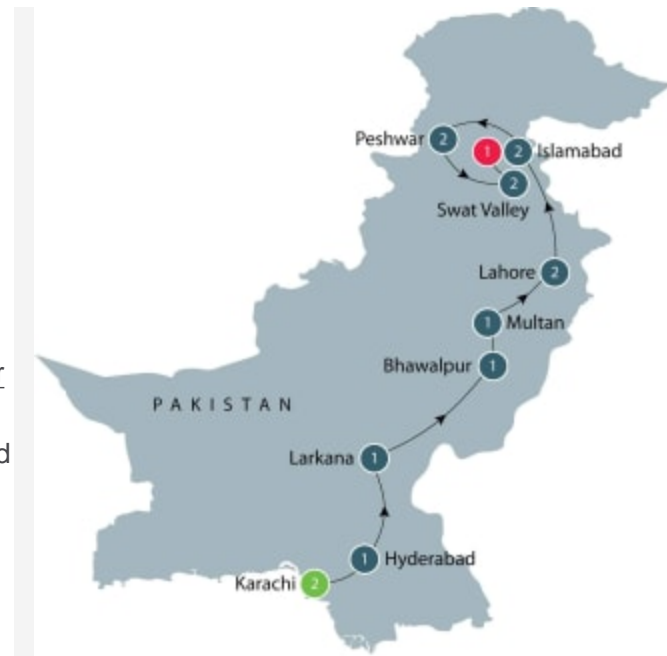 Peshwar 2 1 2 Islamabad
2
Swat Valley
Lahore 2
1 Multan
Bhawalpur 1
r
PAKISTAN
d
Larkana 1
1 Hyderabad
Karachi 2